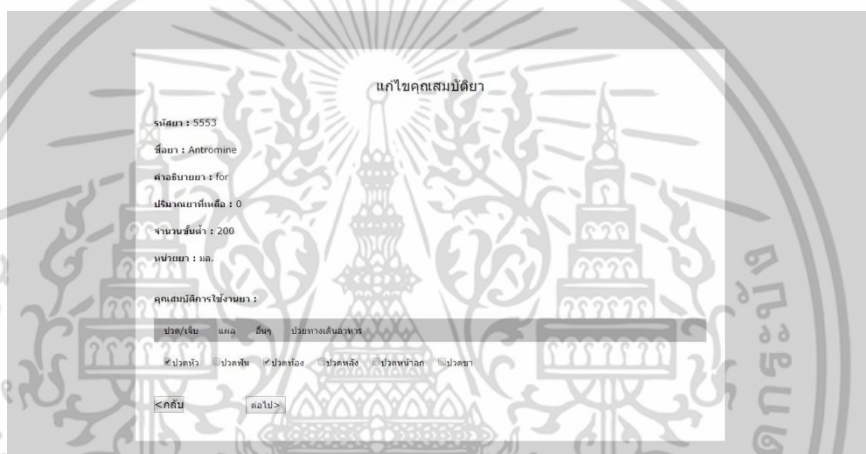 แก้ไขคุณสมบัติยา
รหัสยา : 5553
ชื่อยา : Antromine
คำอธิบายยา : for
ปริมาณยาที่เหลือ : 0
จำนวนขั้นต่ำ : 200
หน่วยยา : มล.
คุณสมบัติการใช้งานยา :
ปวด/เจ็บ แผล อื่นๆ ป่วยทางเดินอาหาร
ปวดหัว ปวดฟัน ปวดท้อง ปวดหลัง ปวดหน้าอก ปวดขา
<กลับ ต่อไป>